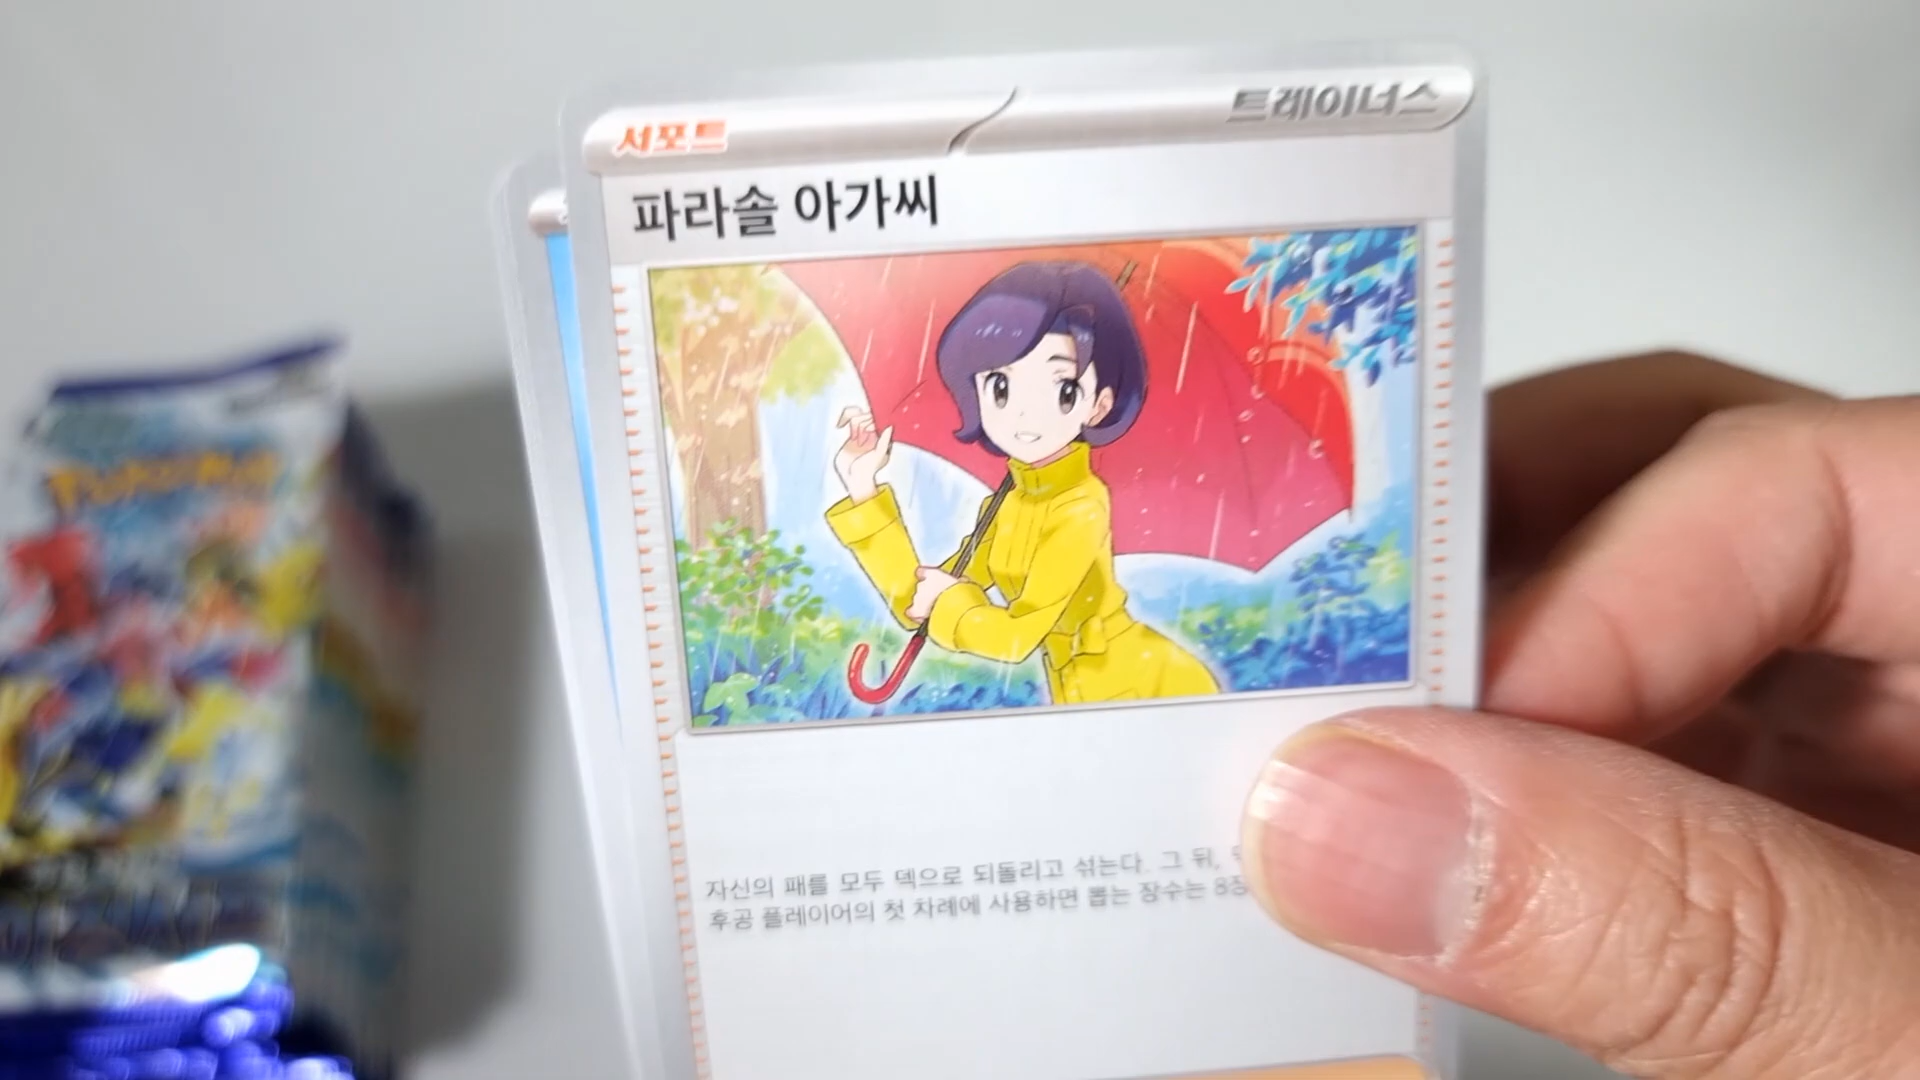 서포트
트레이너스
파라솔 아가씨
자신의 패를 모두 덱으로 되돌리고 섞는다. 그 뒤,
후공 플레이어의 첫 차례에 사용하면 뽑는 장수는 8장
Pokémon